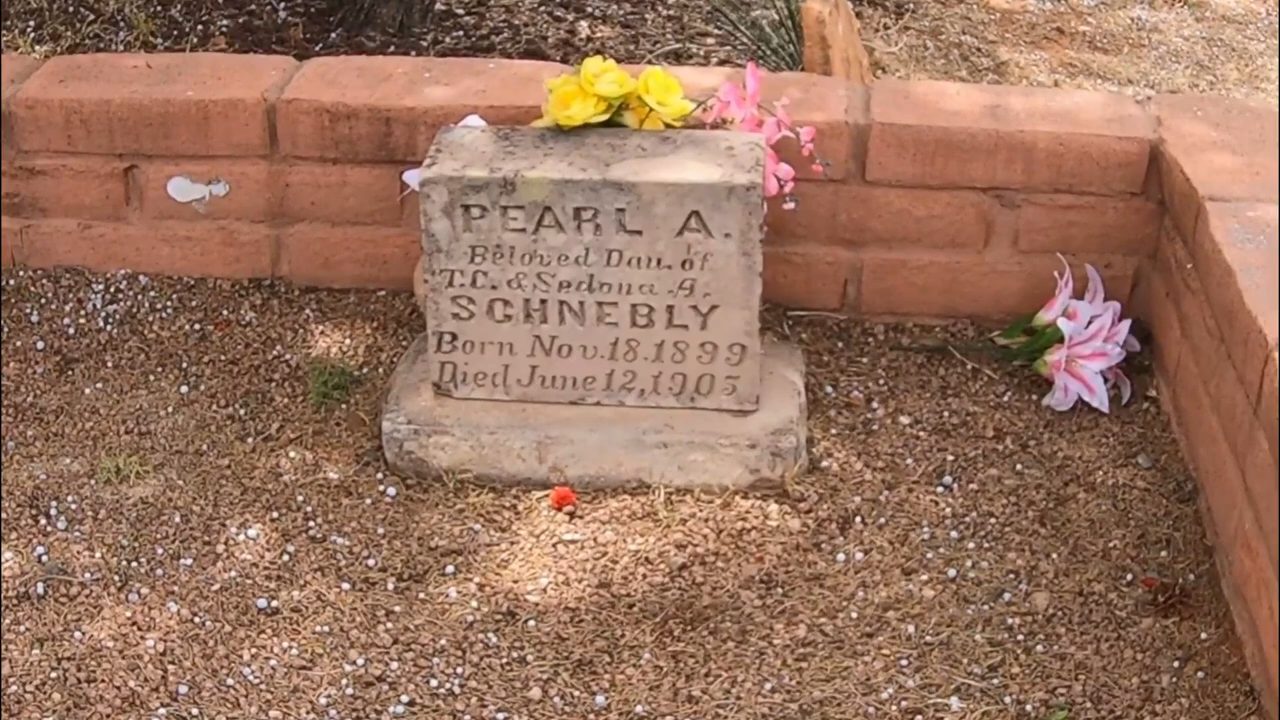 PEARL A.
Beloved Dau. of
T.C. & Sedona A.
SCHNEBLY
Born Nov.18.1899
Died June 12,1905